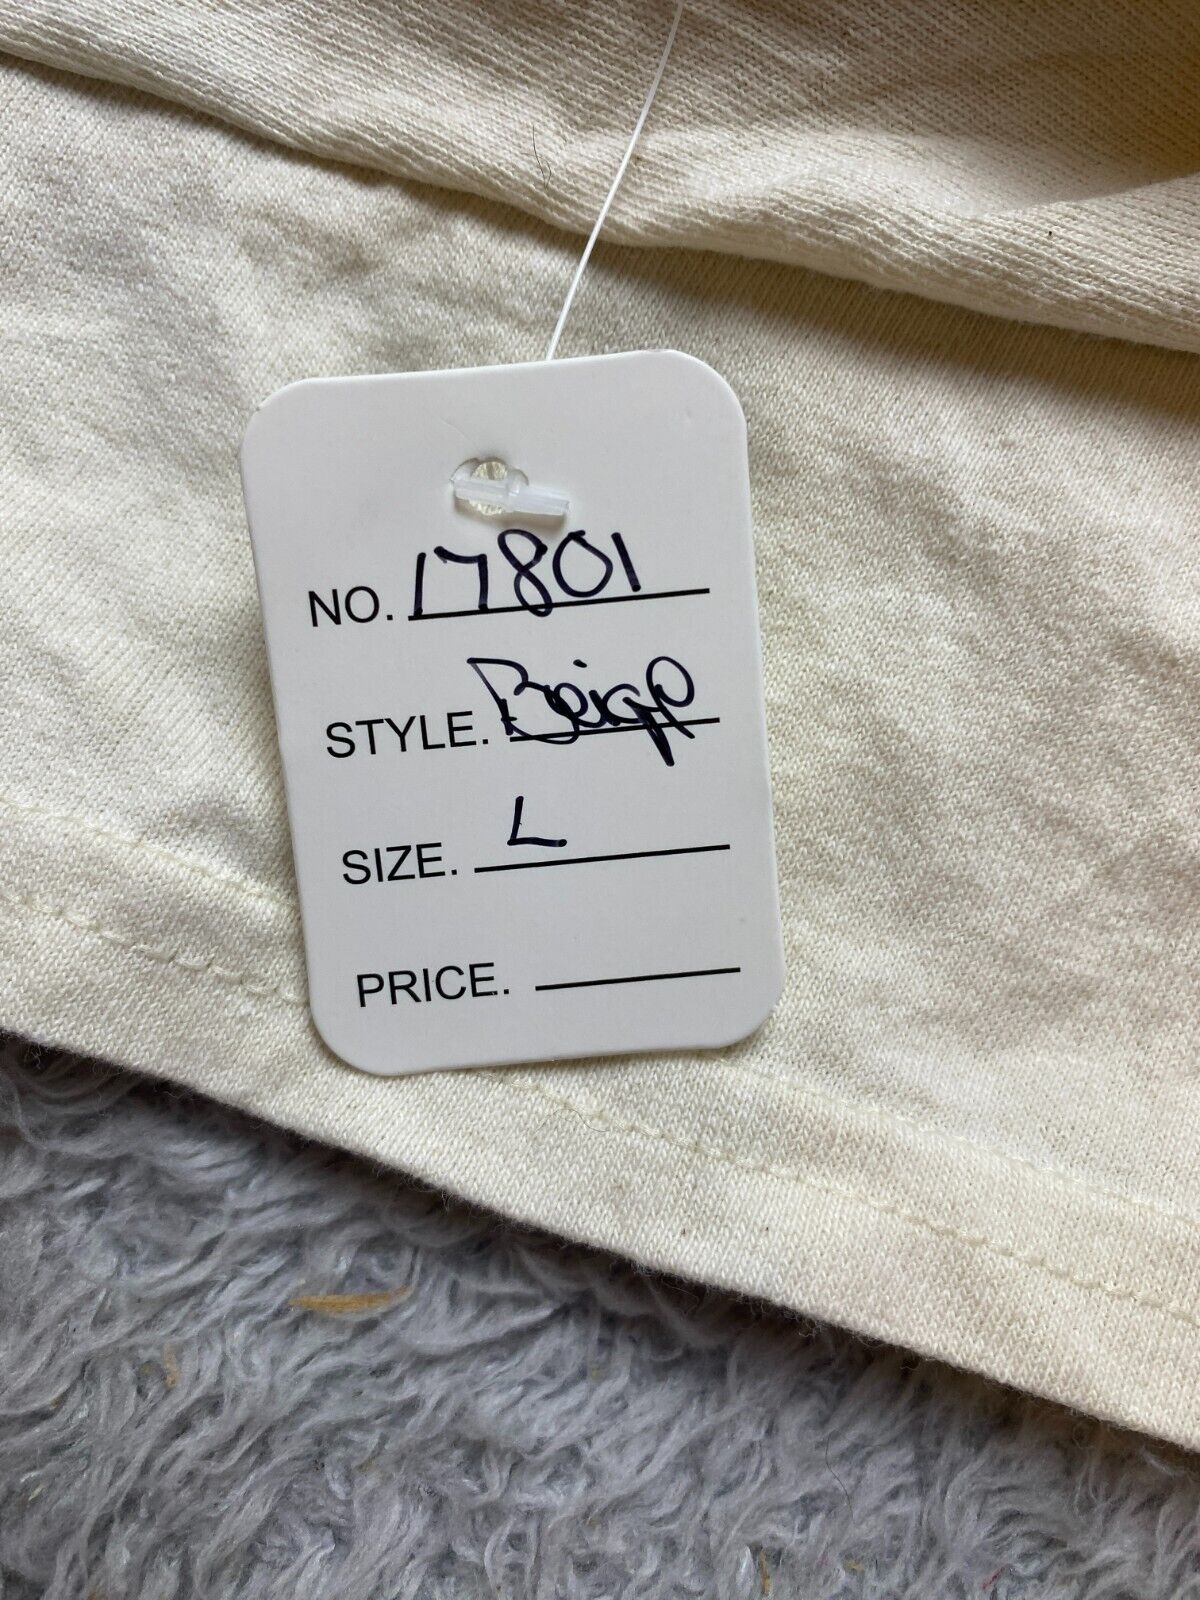 NO. 17801
STYLE. Beige
SIZE. L
PRICE.